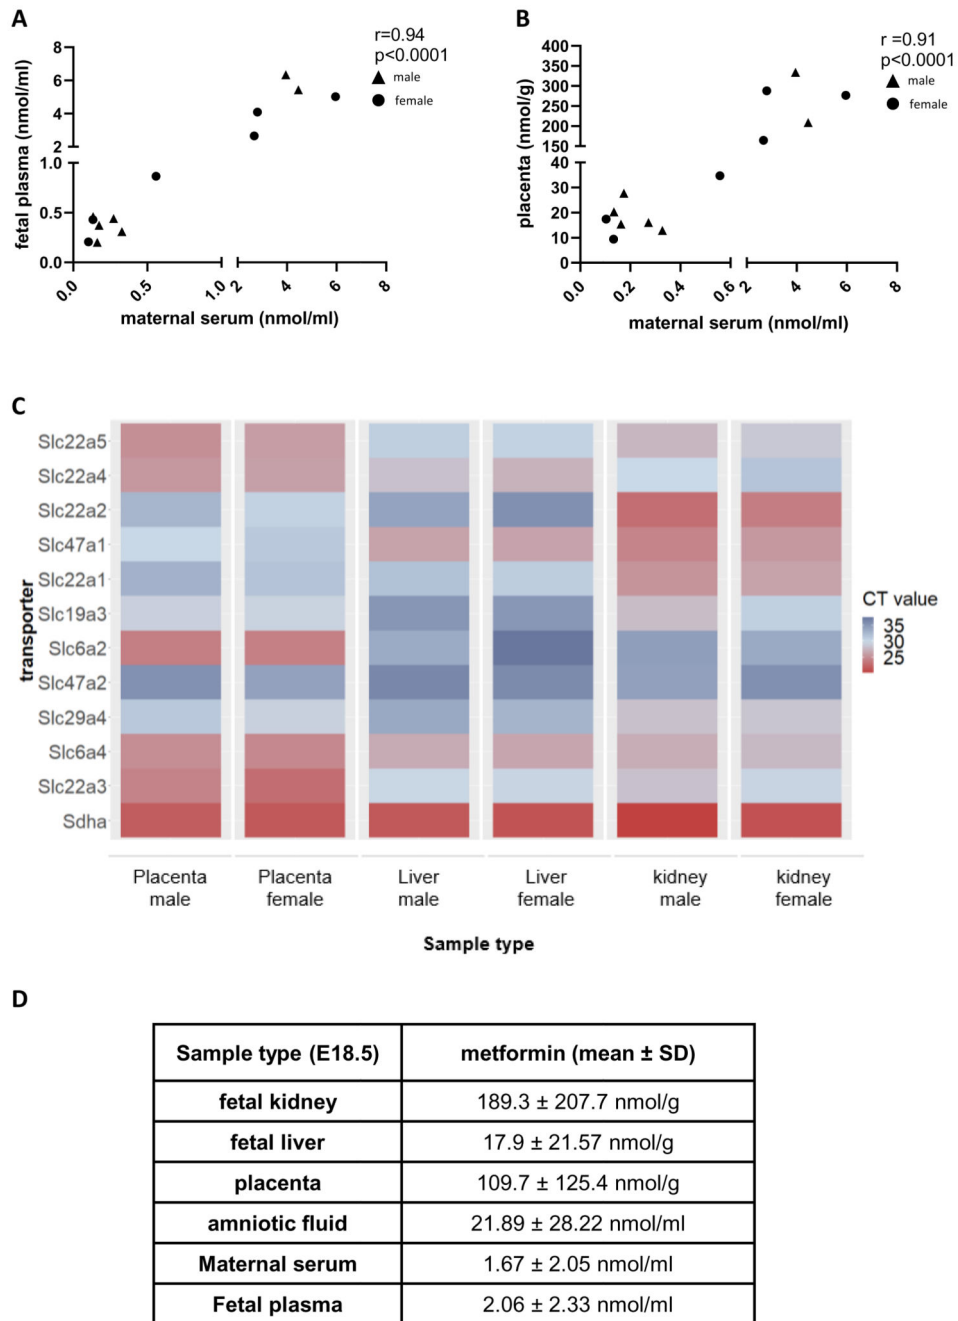 A
r=0.94
p<0.0001
male
female
fetal plasma (nmol/ml)
8
6
4
2
1.0
0.5
0.0
0.0 0.5 1.0 2 4 6 8
maternal serum (nmol/ml)
B
r =0.91
p<0.0001
male
female
placenta (nmol/g)
400
350
300
250
200
150
40
30
20
10
0
0.0 0.2 0.4 0.6 2 4 6 8
maternal serum (nmol/ml)
C
transporter
Slc22a5
Slc22a4
Slc22a2
Slc47a1
Slc22a1
Slc19a3
Slc6a2
Slc47a2
Slc29a4
Slc6a4
Slc22a3
Sdha
CT value
35
30
25
Placenta male
Placenta female
Liver male
Liver female
kidney male
kidney female
Sample type
D
Sample type (E18.5) metformin (mean ± SD)
fetal kidney 189.3 ± 207.7 nmol/g
fetal liver 17.9 ± 21.57 nmol/g
placenta 109.7 ± 125.4 nmol/g
amniotic fluid 21.89 ± 28.22 nmol/ml
Maternal serum 1.67 ± 2.05 nmol/ml
Fetal plasma 2.06 ± 2.33 nmol/ml